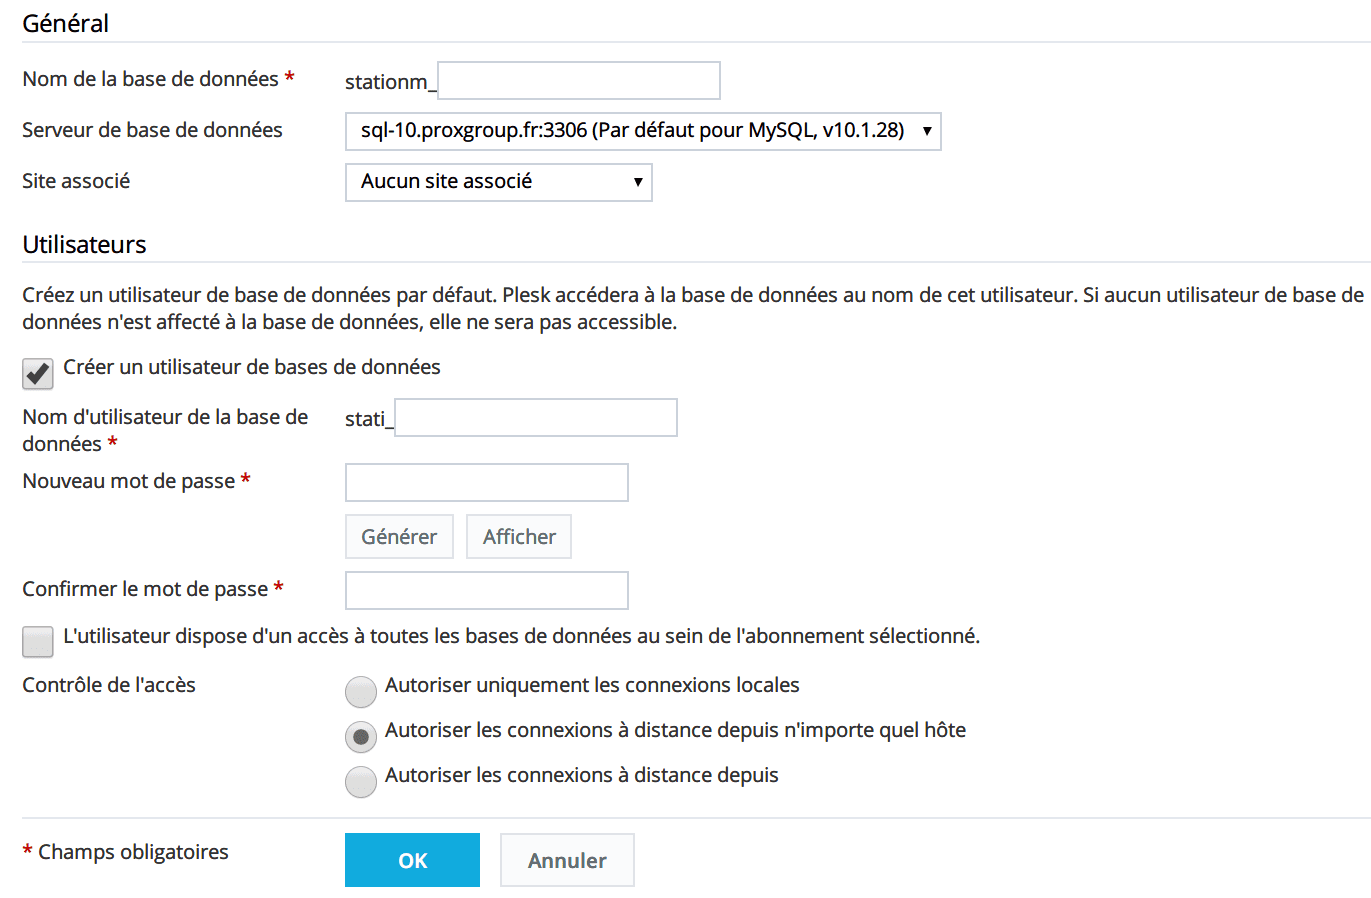 Général
Nom de la base de données *
stationm_
Serveur de base de données
sql-10.proxgroup.fr:3306 (Par défaut pour MySQL, v10.1.28)
Site associé
Aucun site associé
Utilisateurs
Créez un utilisateur de base de données par défaut. Plesk accédera à la base de données au nom de cet utilisateur. Si aucun utilisateur de base de
données n'est affecté à la base de données, elle ne sera pas accessible.
Créer un utilisateur de bases de données
Nom d'utilisateur de la base de
données *
stati_
Nouveau mot de passe *
Générer
Afficher
Confirmer le mot de passe *
L'utilisateur dispose d'un accès à toutes les bases de données au sein de l'abonnement sélectionné.
Contrôle de l'accès
Autoriser uniquement les connexions locales
Autoriser les connexions à distance depuis n'importe quel hôte
Autoriser les connexions à distance depuis
* Champs obligatoires
OK
Annuler